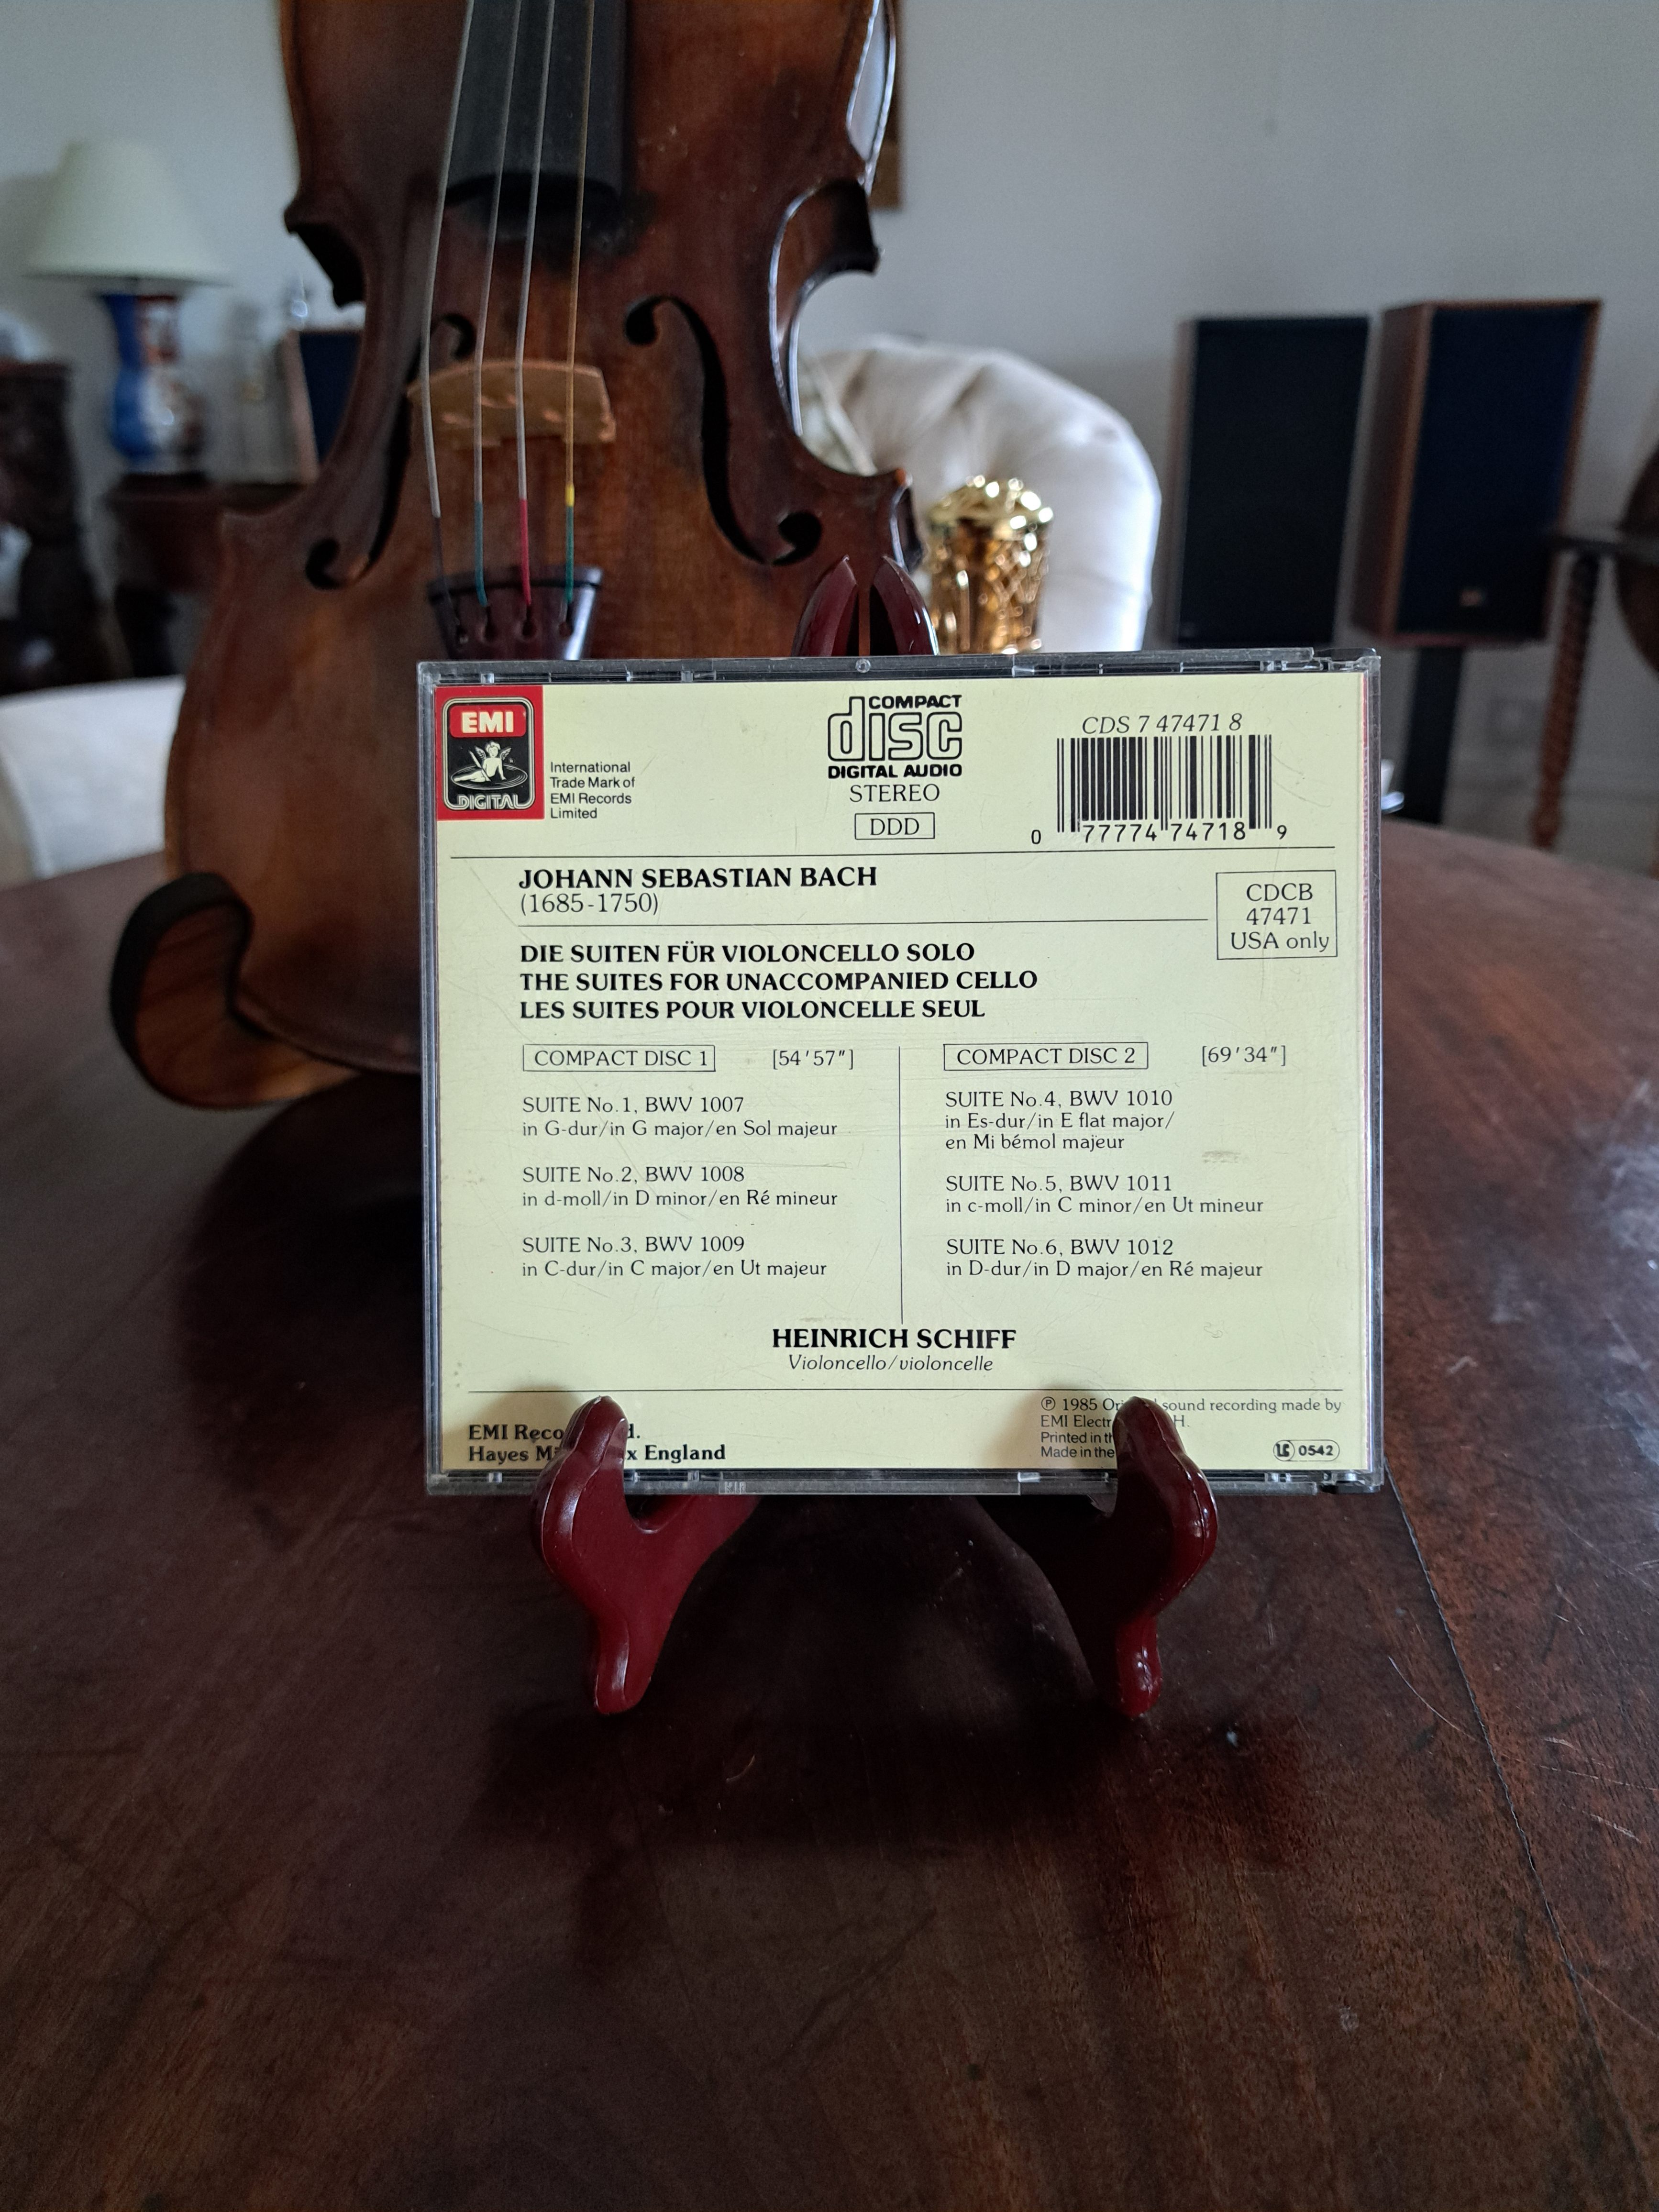 EMI
DIGITAL
International
Trade Mark of
EMI Records
Limited
COMPACT
disc
DIGITAL AUDIO
STEREO
DDD
CDS 7 47471 8
0 77774 74718 9
JOHANN SEBASTIAN BACH
(1685-1750)
CDCB
47471
USA only
DIE SUITEN FÜR VIOLONCELLO SOLO
THE SUITES FOR UNACCOMPANIED CELLO
LES SUITES POUR VIOLONCELLE SEUL
COMPACT DISC 1 [54'57"]
SUITE No.1, BWV 1007
in G-dur/in G major/en Sol majeur
SUITE No.2, BWV 1008
in d-moll/in D minor/en Ré mineur
SUITE No.3, BWV 1009
in C-dur/in C major/en Ut majeur
COMPACT DISC 2 [69'34"]
SUITE No.4, BWV 1010
in Es-dur/in E flat major/
en Mi bémol majeur
SUITE No.5, BWV 1011
in c-moll/in C minor/en Ut mineur
SUITE No.6, BWV 1012
in D-dur/in D major/en Ré majeur
HEINRICH SCHIFF
Violoncello/violoncelle
EMI
Hayes England
℗ 1985 sound recording made by
EMI
Printed in
Made in the
LC 0542